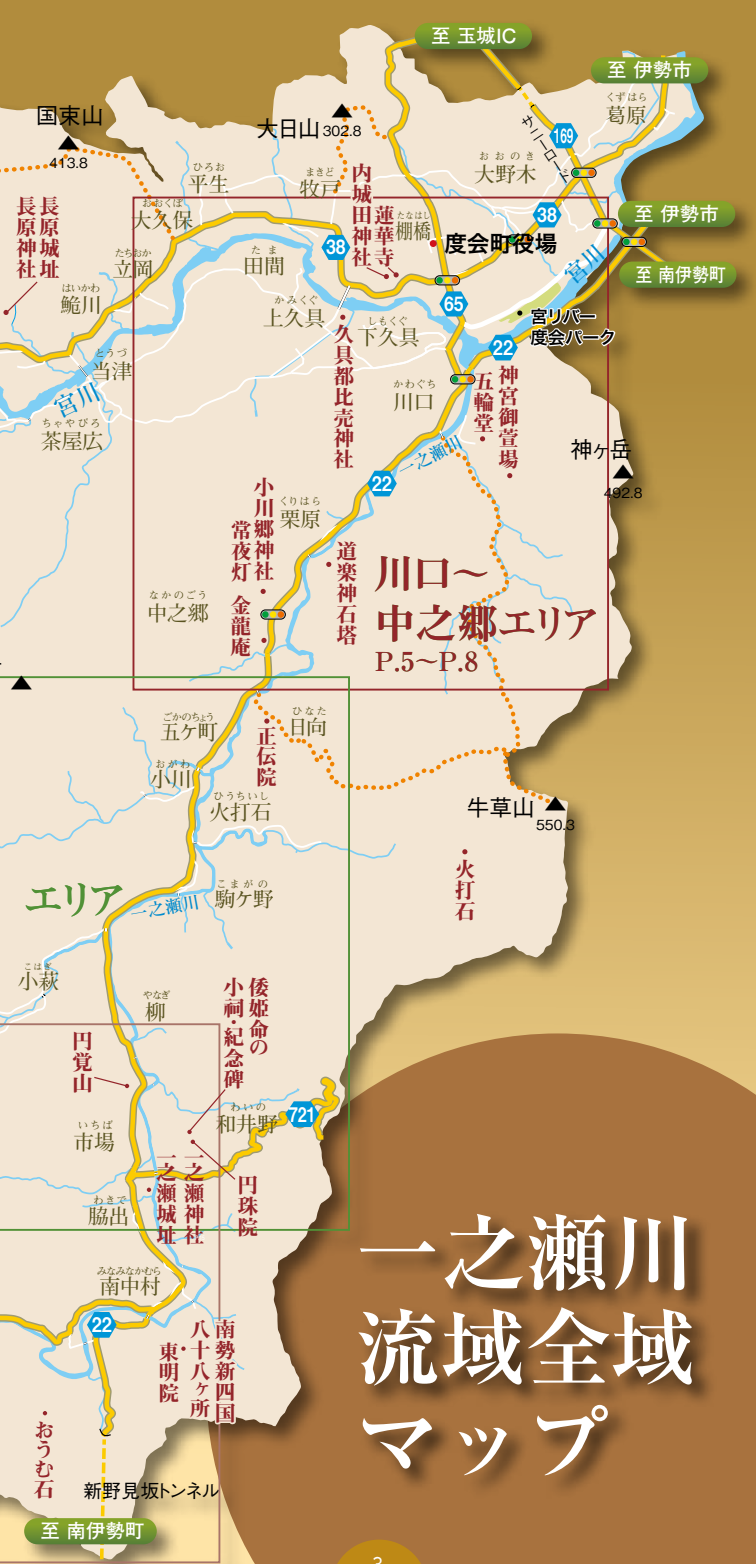 至 玉城IC
至 伊勢市
くずはら
葛原
国束山
413.8
大日山 302.8
サニーロード
169
おおのき
大野木
ひろお
平生
まきど
牧戸
内城田神社
蓮華寺
たなはし
棚橋
度会町役場
38
至 伊勢市
至 南伊勢町
宮川
長原城址
長原神社
おおくぼ
大久保
たちおか
立岡
はいかわ
鮠川
38
たま
田間
かみくぐ
上久具
しもくぐ
下久具
65
宮リバー
度会パーク
22
とうづ
当津
宮川
ちゃやびろ
茶屋広
久具都比売神社
かわぐち
川口
神宮御萱場
五輪堂
一之瀬川
神ヶ岳
492.8
22
くりはら
栗原
小川郷神社
常夜灯
金龍庵
道楽神石塔
なかのごう
中之郷
川口〜
中之郷エリア
P.5〜P.8
ごかのちょう
五ケ町
ひなた
日向
正伝院
おがわ
小川
ひうちいし
火打石
牛草山
550.3
火打石
こまがの
駒ケ野
エリア
一之瀬川
こはぎ
小萩
やなぎ
柳
倭姫命の
小祠・紀念碑
円覚山
わいの
和井野
721
いちば
市場
一之瀬神社
一之瀬城址
円珠院
わきで
脇出
みなみなかむら
南中村
22
南勢新四国
八十八ヶ所
東明院
おうむ石
新野見坂トンネル
至 南伊勢町
一之瀬川
流域全域
マップ
3